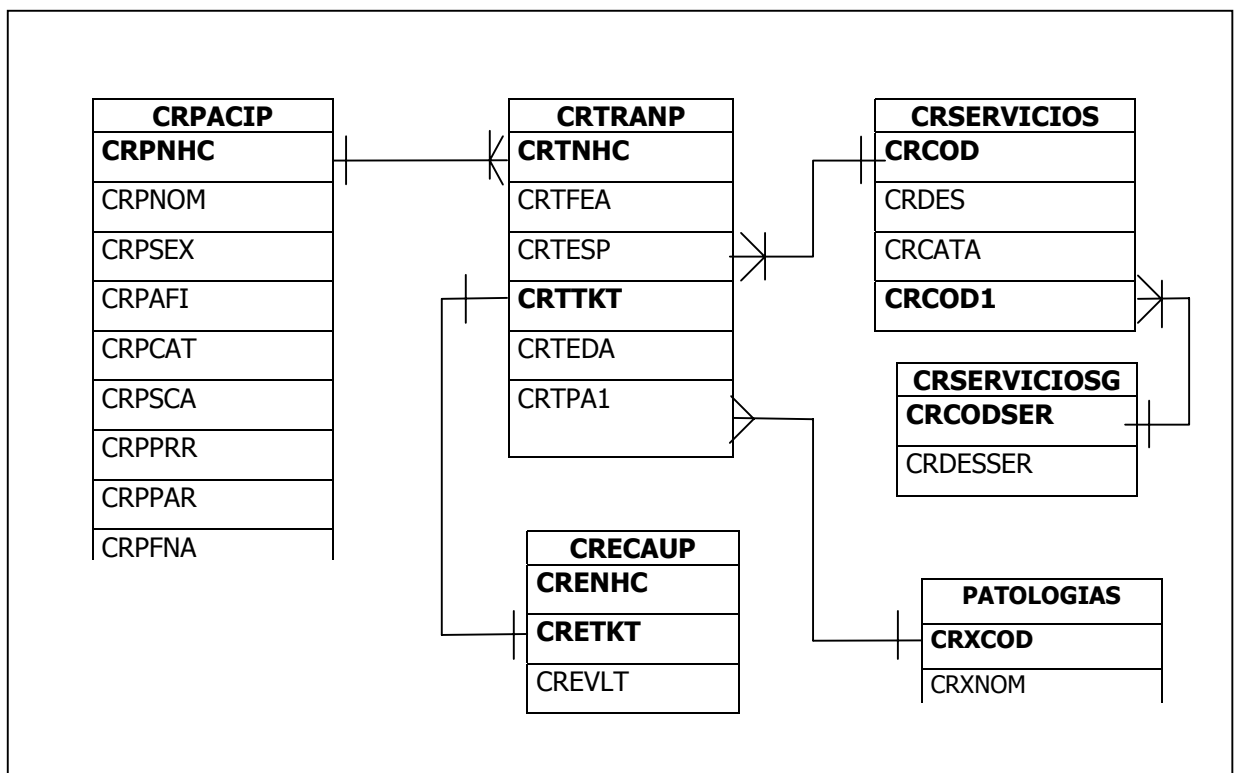 CRPACIP
CRPNHC
CRPNOM
CRPSEX
CRPAFI
CRPCAT
CRPSCA
CRPPRR
CRPPAR
CRPFNA
CRTRANP
CRTNHC
CRTFEA
CRTESP
CRTTKT
CRTEDA
CRTPA1
CRSERVICIOS
CRCOD
CRDES
CRCATA
CRCOD1
CRSERVICIOSG
CRCODSER
CRDESSER
CRECAUP
CRENHC
CRETKT
CREVLT
PATOLOGIAS
CRXCOD
CRXNOM